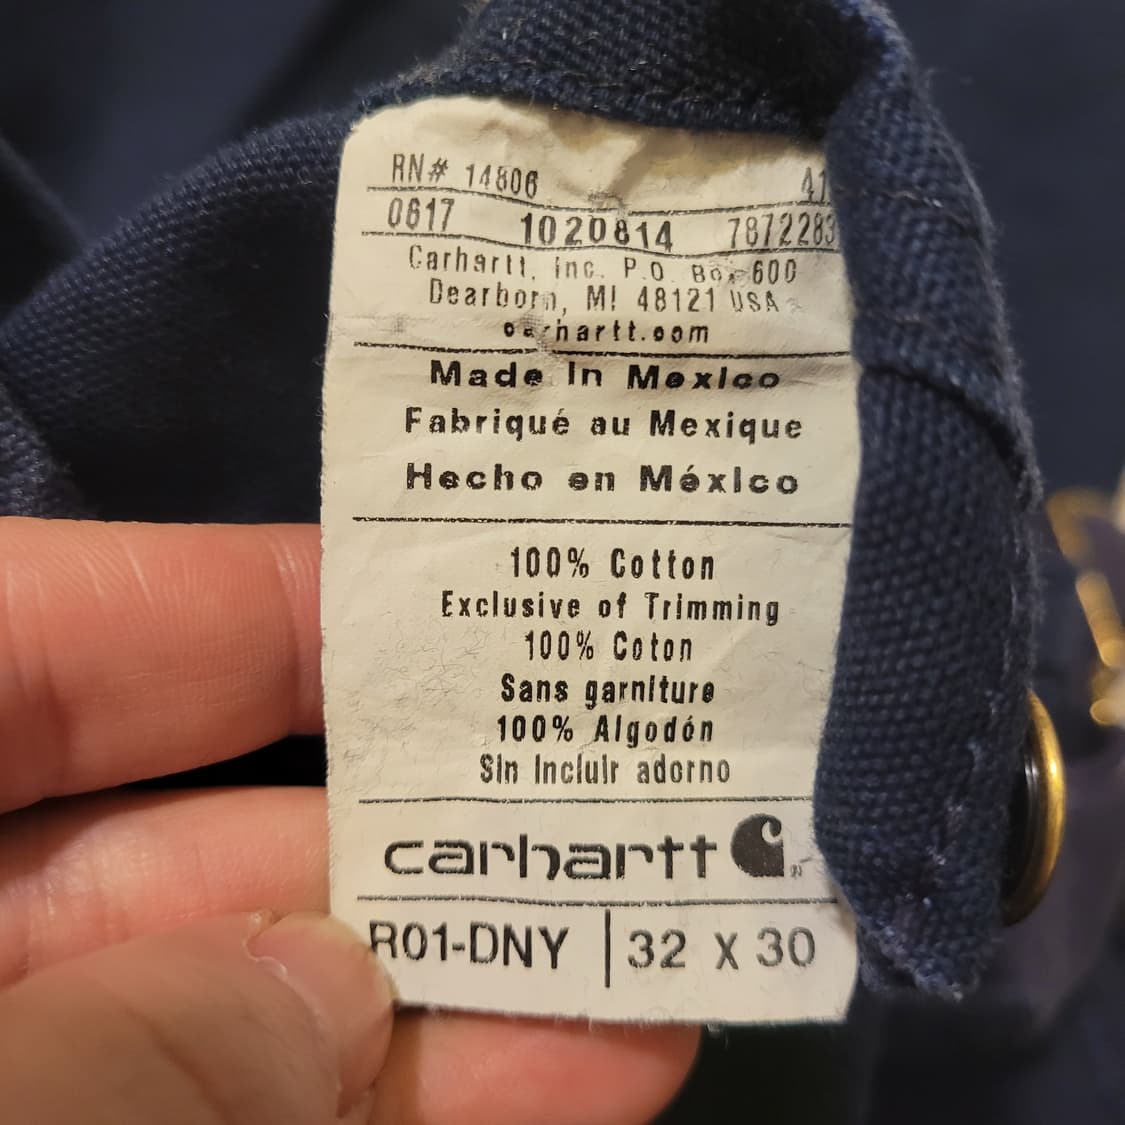 RN# 14806 41
0617 1020814 7872283
Carhartt, Inc. P.O. Box 600
Dearborn, MI 48121 USA
carhartt.com
Made In Mexico
Fabriqué au Mexique
Hecho en México
100% Cotton
Exclusive of Trimming
100% Coton
Sans garniture
100% Algodón
Sin Incluir adorno
carhartt
R01-DNY | 32 X 30